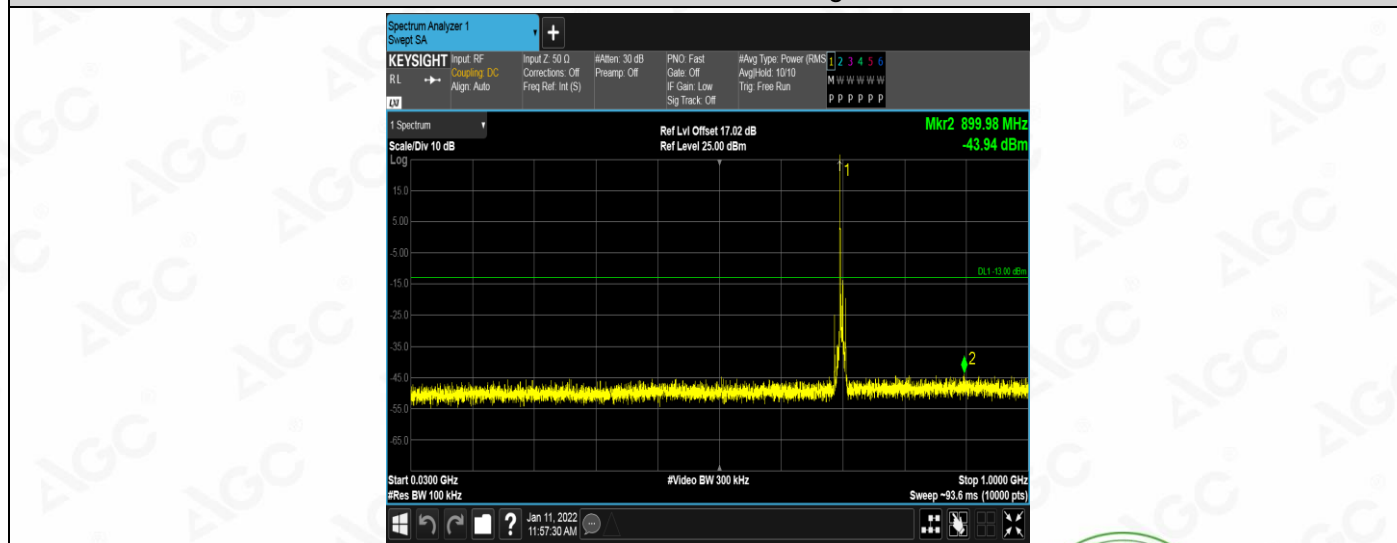 Spectrum Analyzer 1
Swept SA
+
KEYSIGHT
R L
LXI
Input: RF
Coupling: DC
Align: Auto
Input Z: 50 Ω
Corrections: Off
Freq Ref: Int (S)
#Atten: 30 dB
Preamp: Off
PNO: Fast
Gate: Off
IF Gain: Low
Sig Track: Off
#Avg Type: Power (RMS
Avg|Hold: 10/10
Trig: Free Run
1 2 3 4 5 6
M W W W W W
P P P P P P
1 Spectrum
Scale/Div 10 dB
Ref Lvl Offset 17.02 dB
Ref Level 25.00 dBm
Mkr2 899.98 MHz
-43.94 dBm
Log
1
15.0
5.00
-5.00
DL1 -13.00 dBm
-15.0
-25.0
-35.0
2
-45.0
-55.0
-65.0
Start 0.0300 GHz
#Res BW 100 kHz
#Video BW 300 kHz
Stop 1.0000 GHz
Sweep ~93.6 ms (10000 pts)
?
Jan 11, 2022
11:57:30 AM
AGC